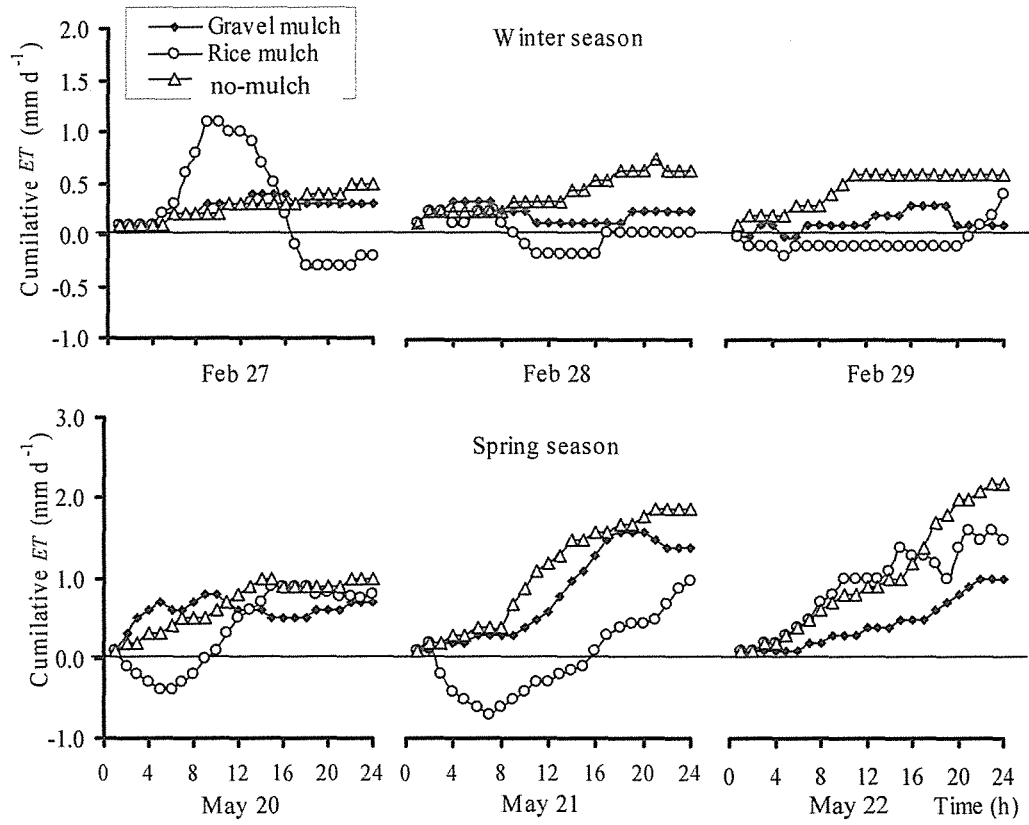 Gravel mulch
Rice mulch
no-mulch
Winter season
Cumulative ET (mm d⁻¹)
2.0
1.5
1.0
0.5
0.0
-0.5
-1.0
Feb 27
Feb 28
Feb 29
Spring season
Cumulative ET (mm d⁻¹)
3.0
2.0
1.0
0.0
-1.0
0 4 8 12 16 20 24 0 4 8 12 16 20 24 0 4 8 12 16 20 24
May 20 May 21 May 22 Time (h)